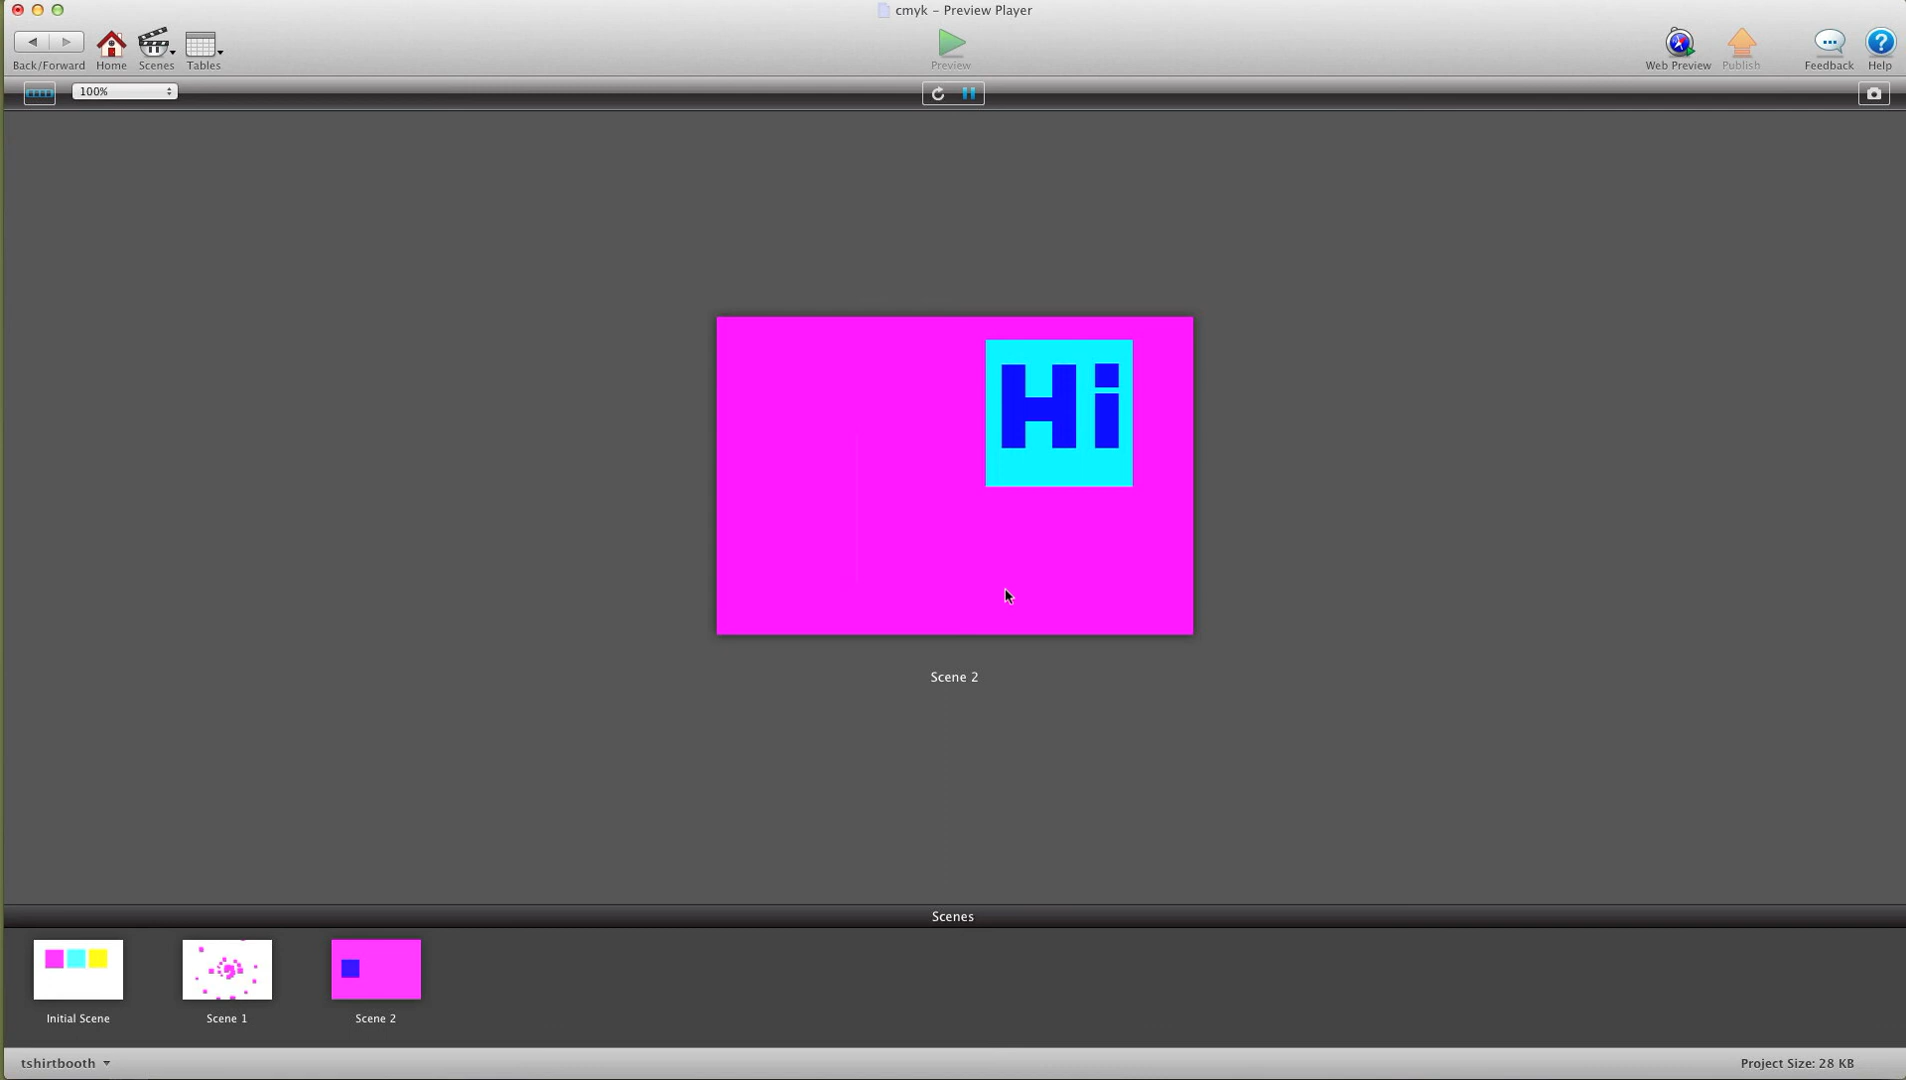 cmyk – Preview Player
Back/Forward Home Scenes Tables Preview Web Preview Publish Feedback Help
100%
Hi
Scene 2
Scenes
Initial Scene Scene 1 Scene 2
tshirtbooth Project Size: 28 KB